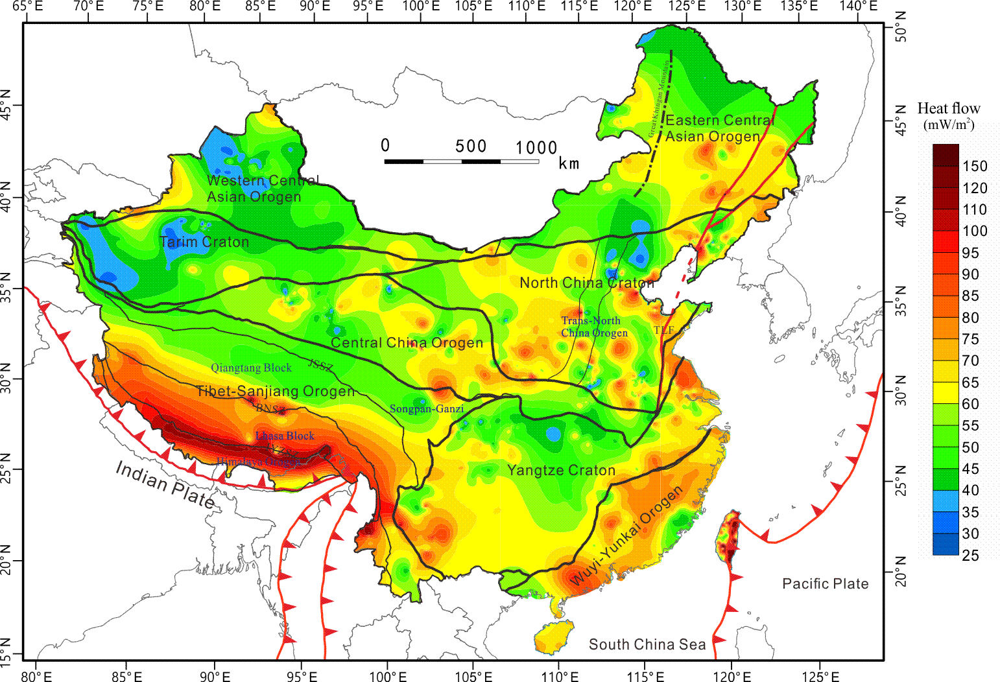 65°E 70°E 75°E 80°E 85°E 90°E 95°E 100°E 105°E 110°E 115°E 120°E 125°E 130°E 135°E 140°E
50°N
45°N
45°N
40°N
40°N
35°N
35°N
30°N
30°N
25°N
25°N
20°N
20°N
15°N
80°E 85°E 90°E 95°E 100°E 105°E 110°E 115°E 120°E 125°E
Heat flow
(mW/m²)
150
120
110
100
95
90
85
80
75
70
65
60
55
50
45
40
35
30
25
0 500 1000
km
Great Khingan Mountain
Eastern Central
Asian Orogen
Western Central
Asian Orogen
Tarim Craton
North China Craton
Trans-North
China Orogen
TLF
Central China Orogen
JSSZ
Qiangtang Block
Tibet-Sanjiang Orogen
BNSZ
Songpan-Ganzi
Lhasa Block
Himalaya Orogen
Indian Plate
Yangtze Craton
Wuyi-Yunkai Orogen
Pacific Plate
South China Sea